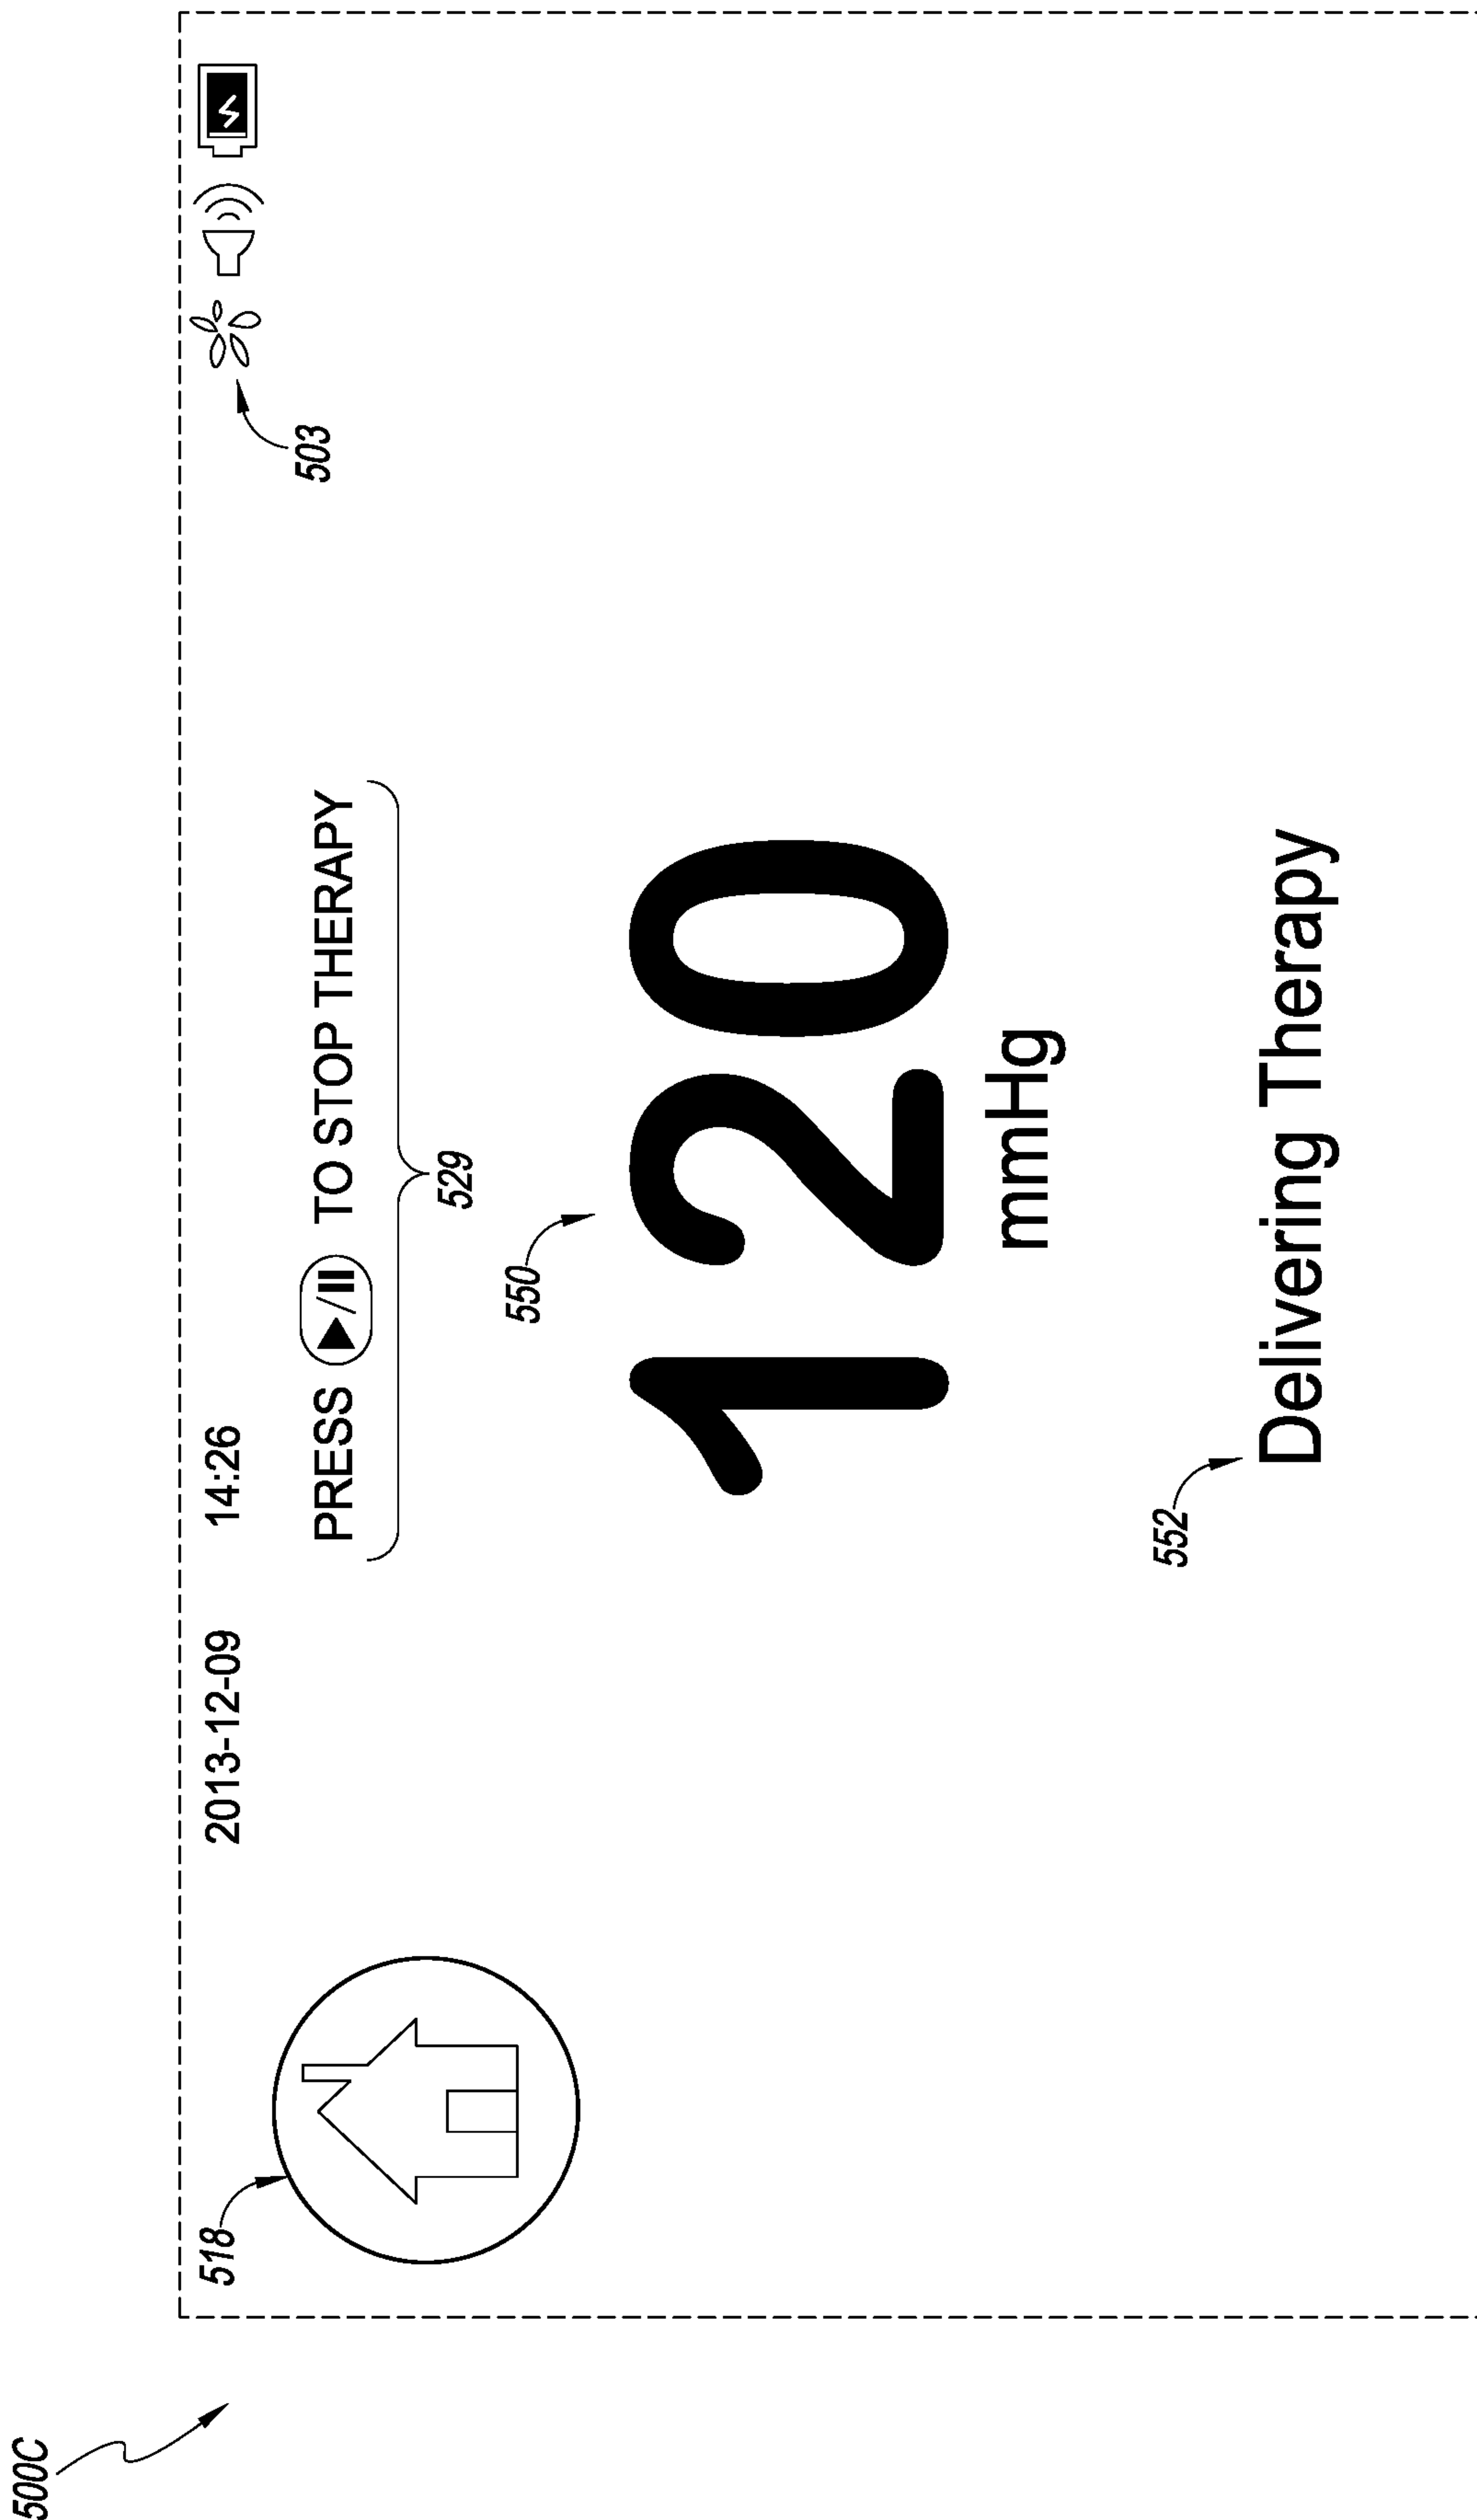 500C
518
2013-12-09 14:26
503
PRESS ▶/II TO STOP THERAPY
529
550
120
mmHg
552
Delivering Therapy